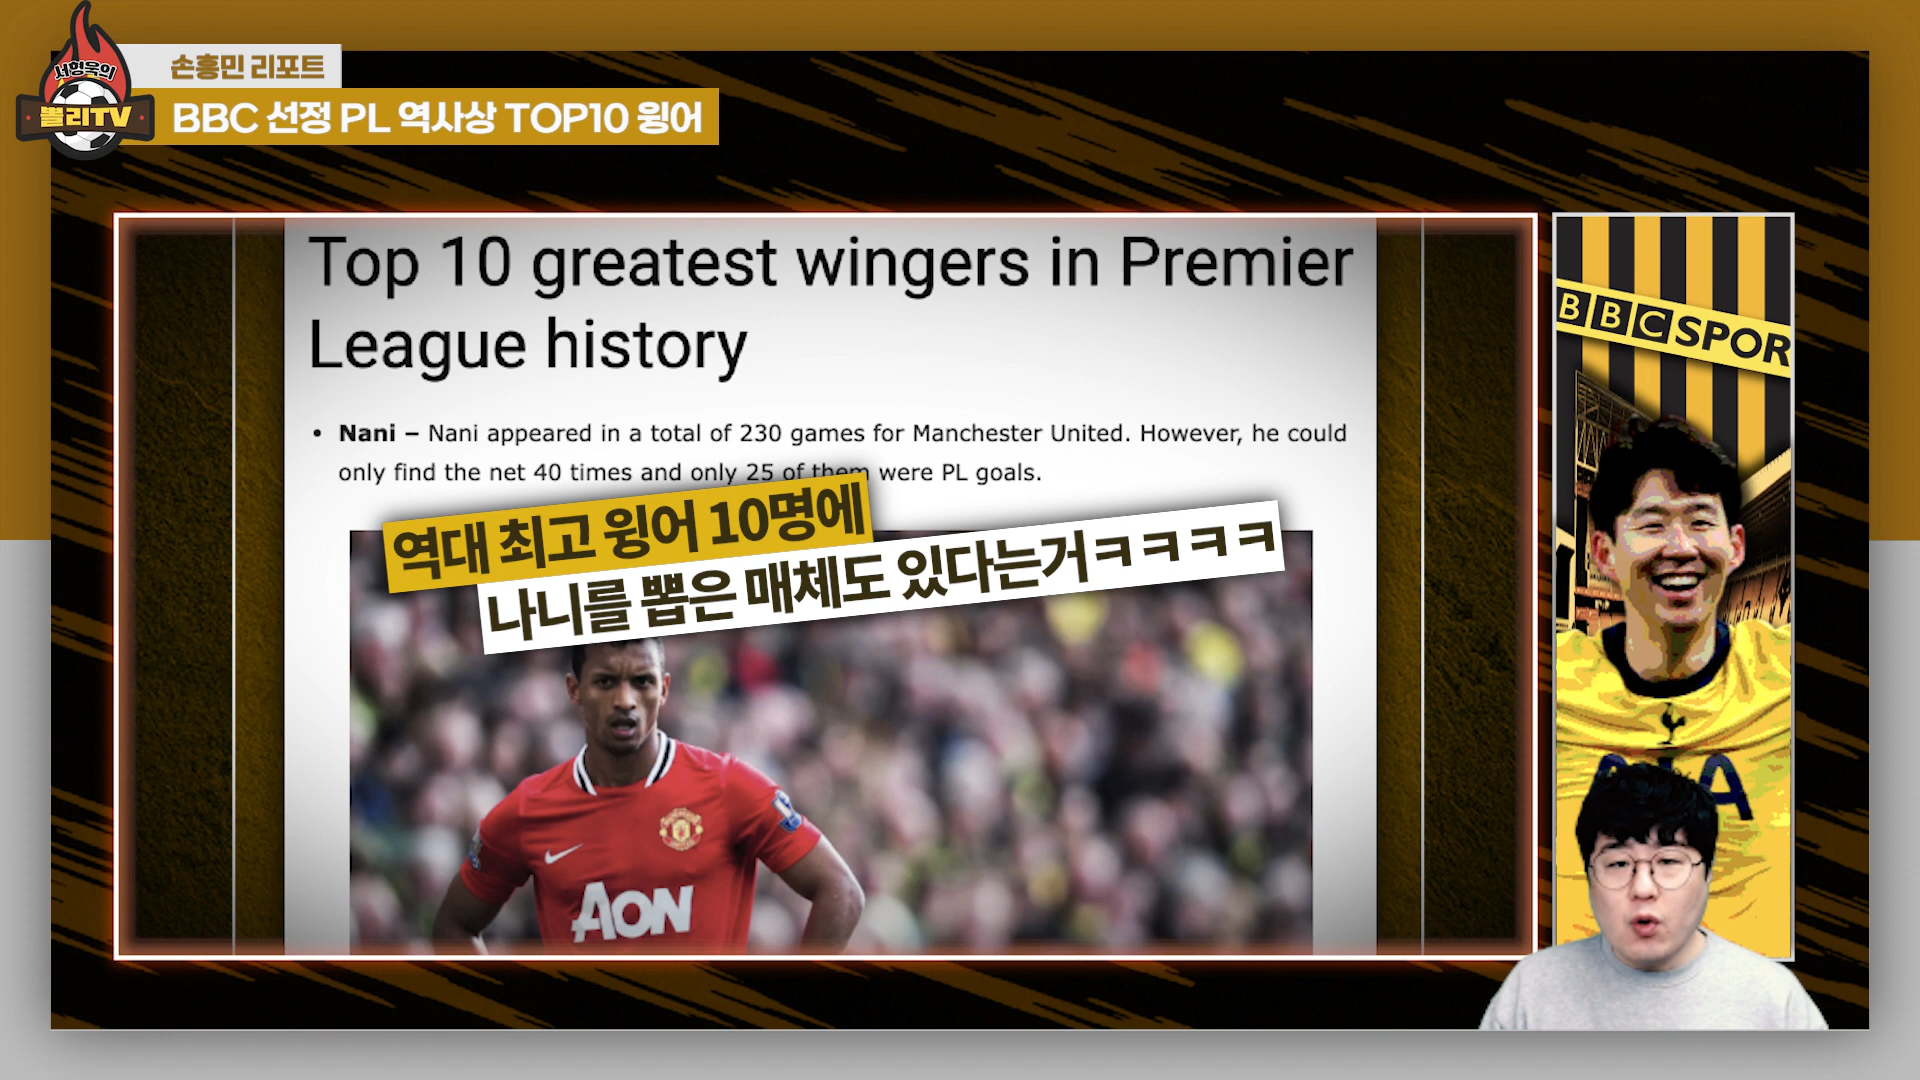 서형욱의
뽈리TV
손흥민 리포트
BBC 선정 PL 역사상 TOP10 윙어
Top 10 greatest wingers in Premier
League history
• Nani – Nani appeared in a total of 230 games for Manchester United. However, he could
only find the net 40 times and only 25 of them were PL goals.
역대 최고 윙어 10명에
나니를 뽑은 매체도 있다는거ㅋㅋㅋㅋ
AON
BBC SPOR
AIA